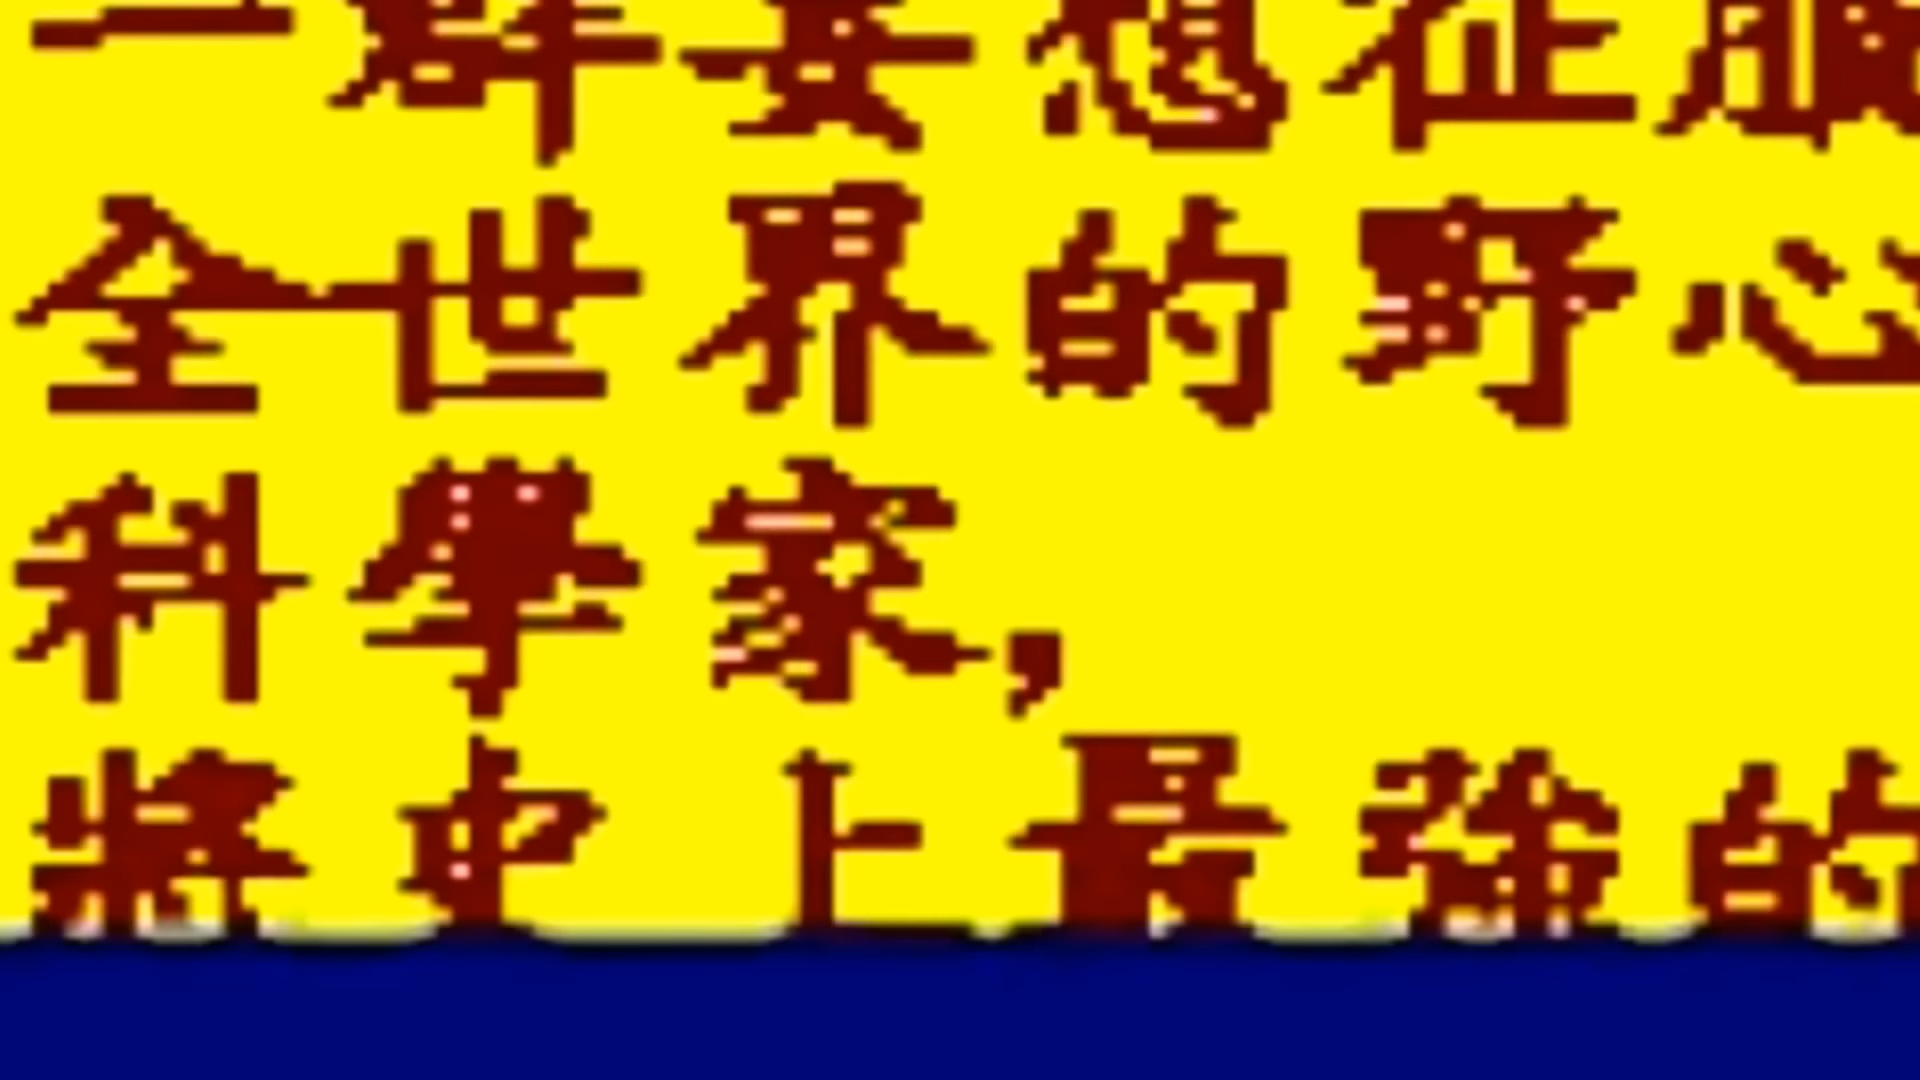 一群妄想征服
全世界的野心
科學家，
將史上最強的